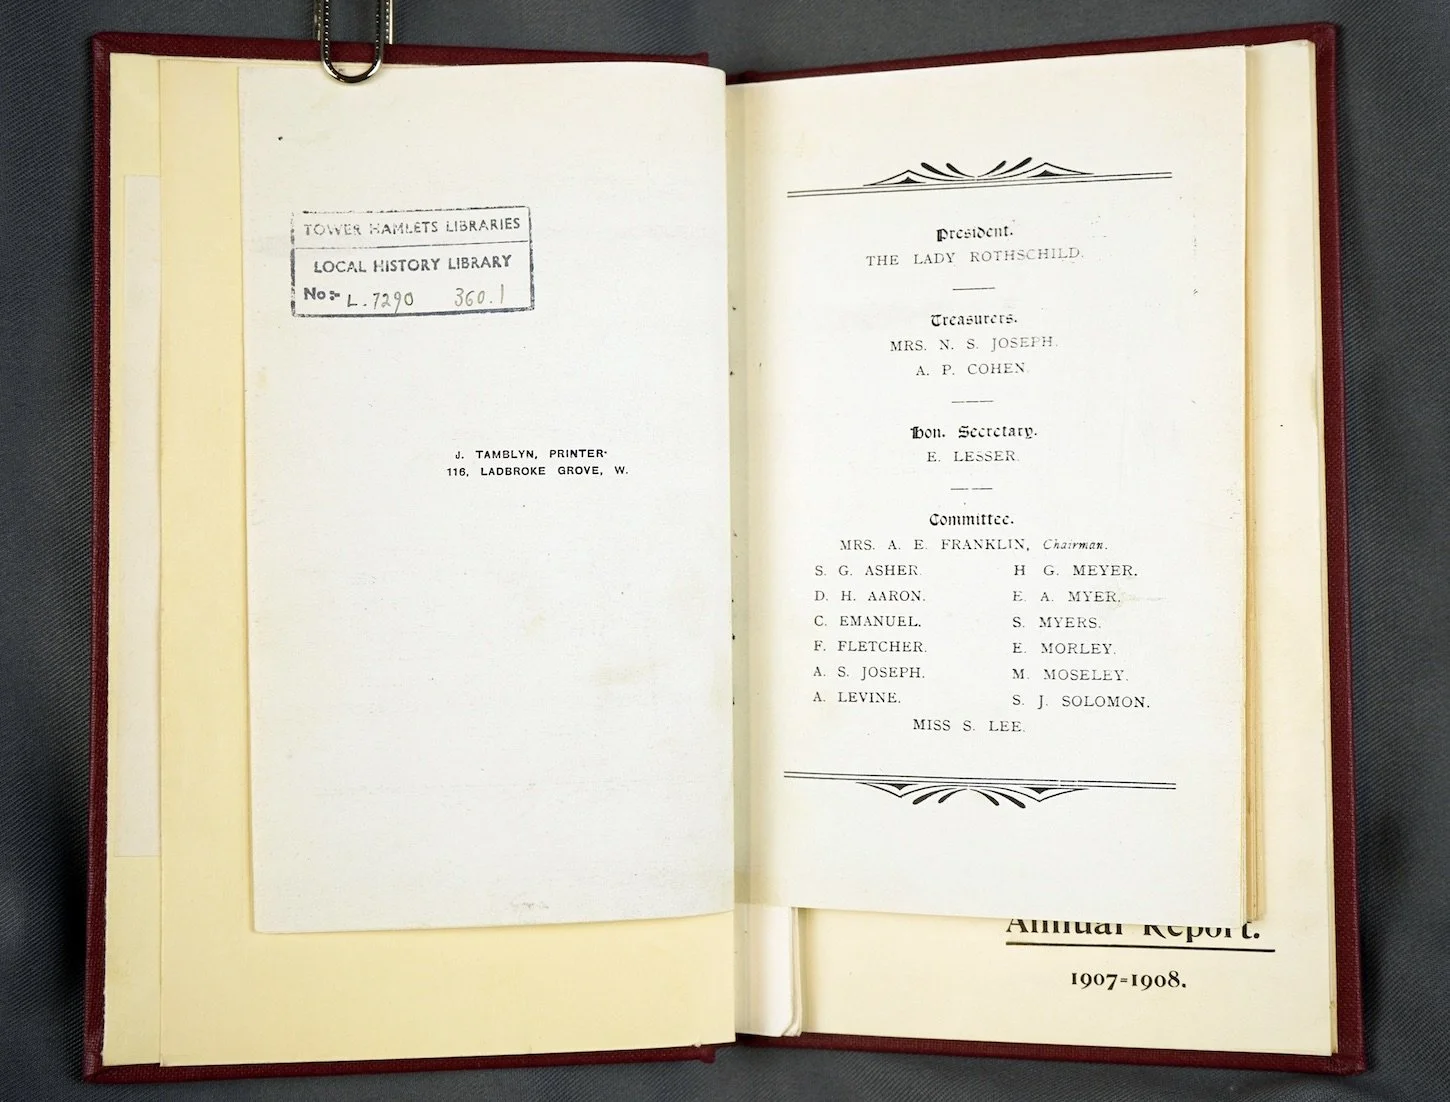 TOWER HAMLETS LIBRARIES
LOCAL HISTORY LIBRARY
No:- L.7290 360.1
J. TAMBLYN, PRINTER.
116, LADBROKE GROVE, W.
President.
THE LADY ROTHSCHILD.
Treasurers.
MRS. N. S. JOSEPH.
A. P. COHEN.
Hon. Secretary.
E. LESSER.
Committee.
MRS. A. E. FRANKLIN, Chairman.
S. G. ASHER. H G. MEYER.
D. H. AARON. E. A. MYER.
C. EMANUEL. S. MYERS.
F. FLETCHER. E. MORLEY.
A. S. JOSEPH. M. MOSELEY.
A. LEVINE. S. J. SOLOMON.
MISS S. LEE.
Annual Report.
1907=1908.